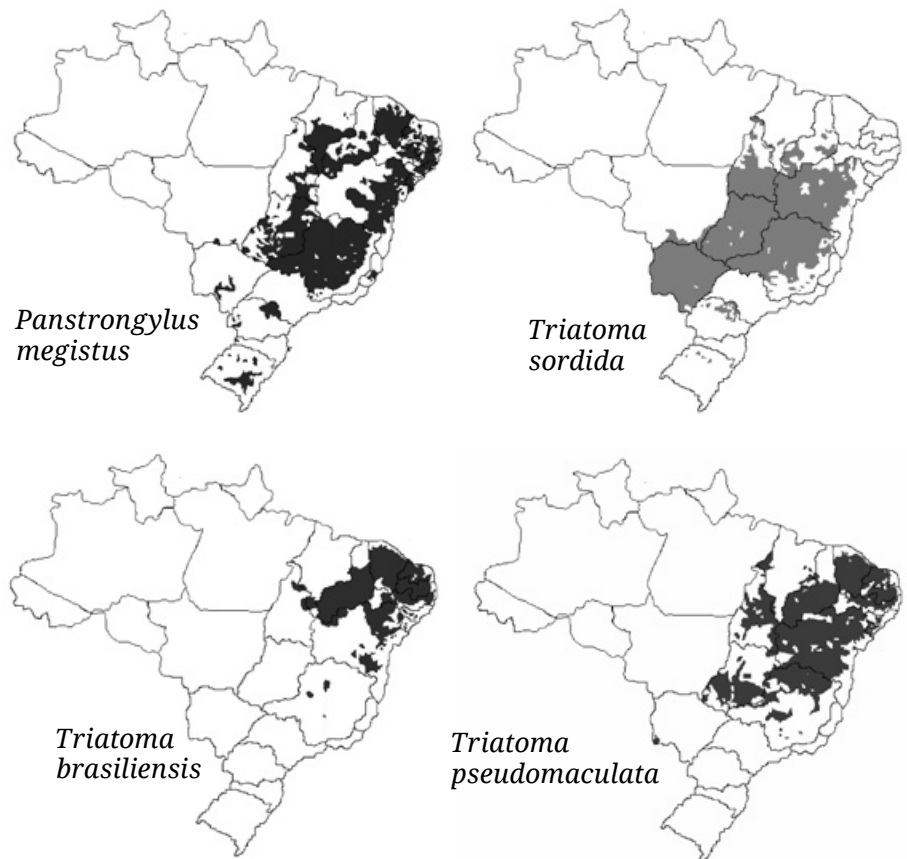 Panstrongylus
megistus
Triatoma
sordida
Triatoma
brasiliensis
Triatoma
pseudomaculata